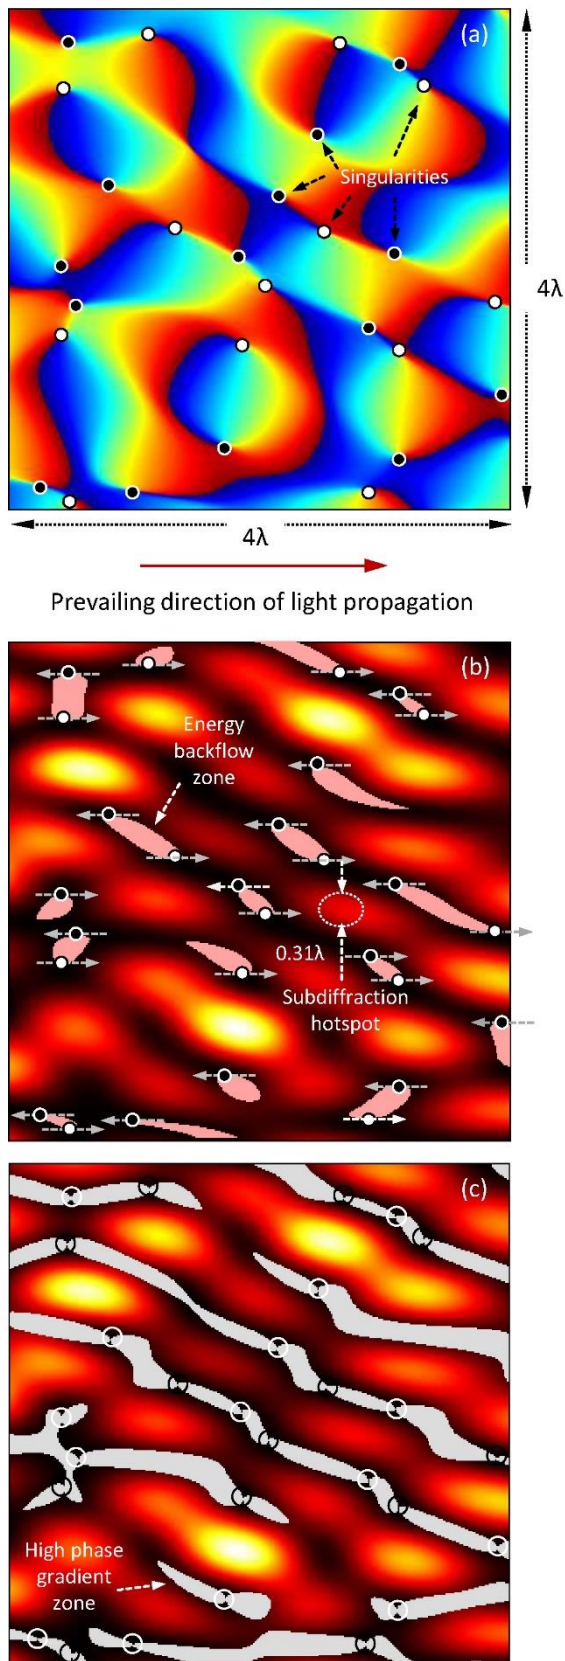 (a)
Singularities
4λ
4λ
Prevailing direction of light propagation
(b)
Energy
backflow
zone
0.31λ
Subdiffraction
hotspot
(c)
High phase
gradient
zone